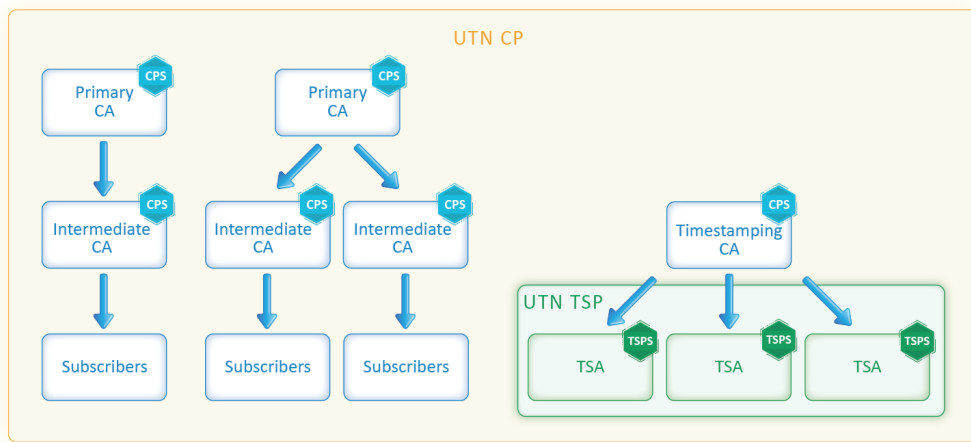 UTN CP
CPS
Primary
CA
CPS
Primary
CA
CPS
Intermediate
CA
CPS
Intermediate
CA
CPS
Intermediate
CA
CPS
Timestamping
CA
UTN TSP
Subscribers
Subscribers
Subscribers
TSPS
TSA
TSPS
TSA
TSPS
TSA